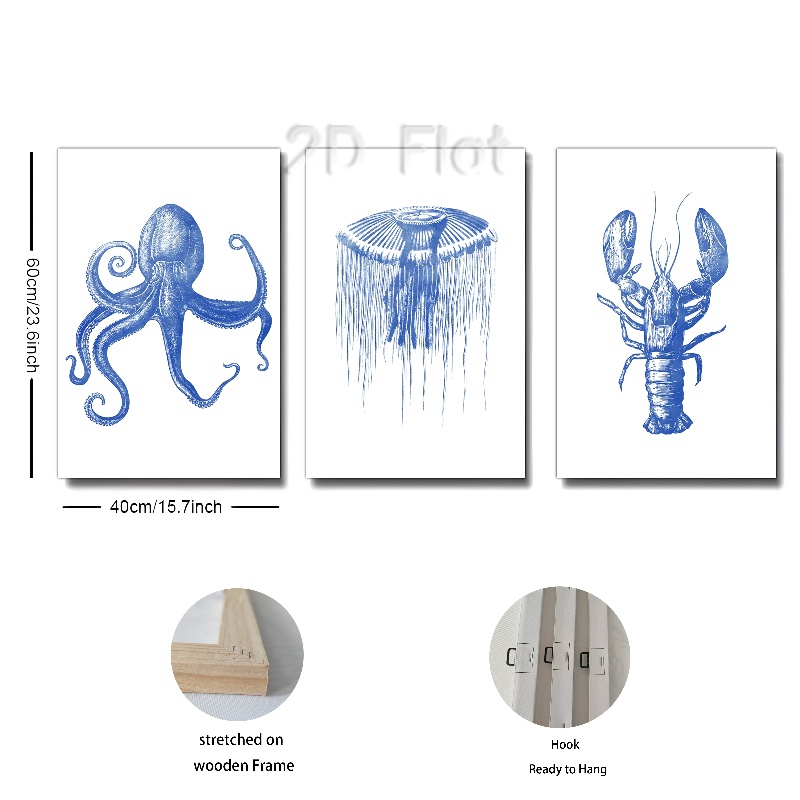 2D Flat
60cm/23.6inch
40cm/15.7inch
stretched on
wooden Frame
Hook
Ready to Hang